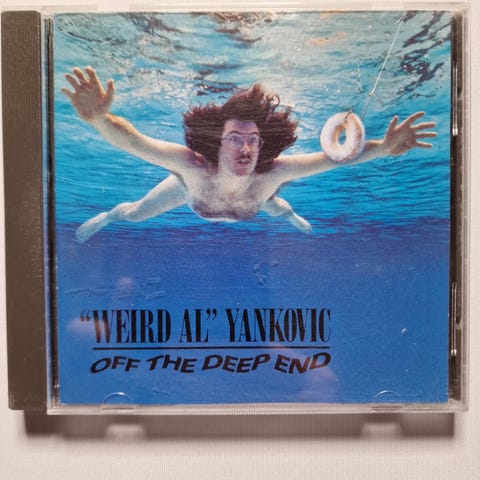 “WEIRD AL” YANKOVIC
OFF THE DEEP END